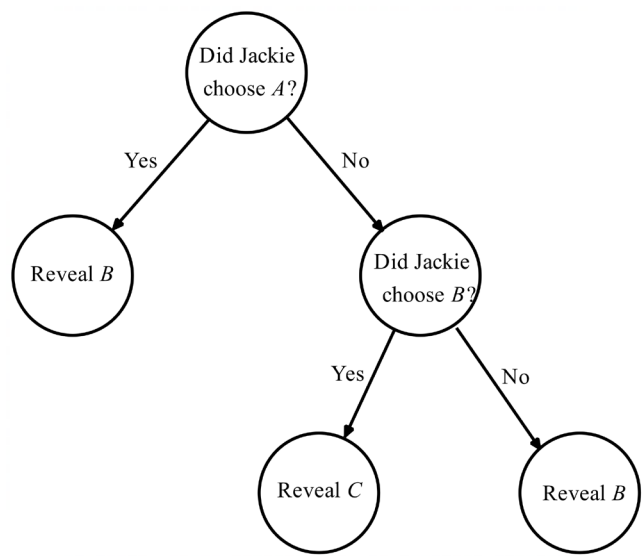 Did Jackie
choose A?
Yes
No
Reveal B
Did Jackie
choose B?
Yes
No
Reveal C
Reveal B